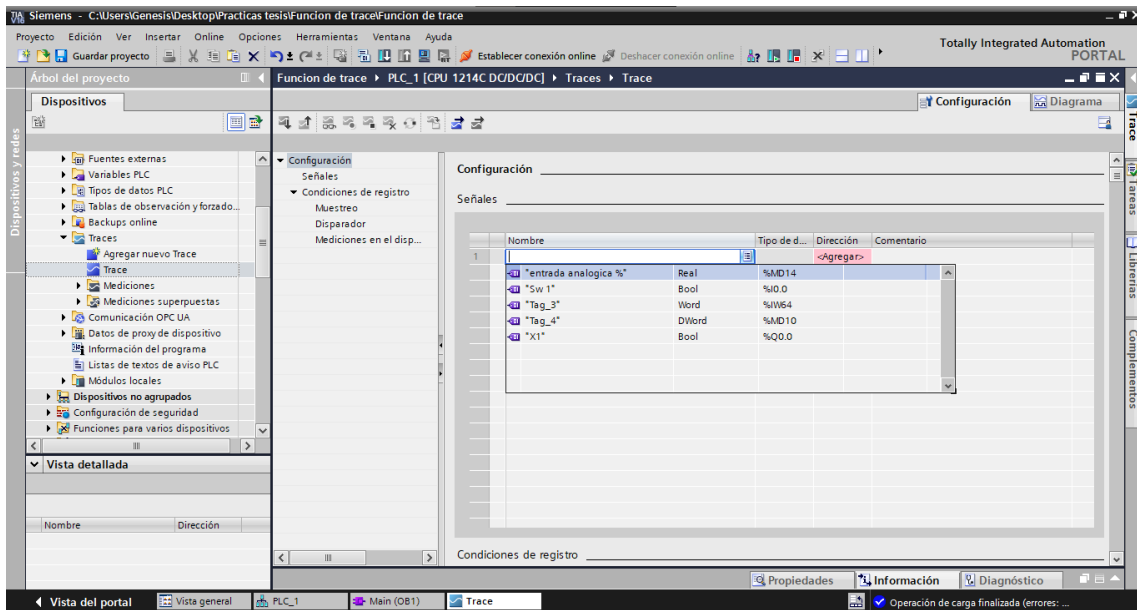 Siemens - C:\Users\Genesis\Desktop\Practicas tesis\Funcion de trace\Funcion de trace
Proyecto Edición Ver Insertar Online Opciones Herramientas Ventana Ayuda
Totally Integrated Automation
PORTAL
Guardar proyecto
Establecer conexión online
Deshacer conexión online
Árbol del proyecto
Funcion de trace PLC_1 [CPU 1214C DC/DC/DC] Traces Trace
Dispositivos
Configuración
Diagrama
Dispositivos y redes
Fuentes externas
Variables PLC
Tipos de datos PLC
Tablas de observación y forzado...
Backups online
Traces
Agregar nuevo Trace
Trace
Mediciones
Mediciones superpuestas
Comunicación OPC UA
Datos de proxy de dispositivo
Información del programa
Listas de textos de aviso PLC
Módulos locales
Dispositivos no agrupados
Configuración de seguridad
Funciones para varios dispositivos
Vista detallada
Nombre Dirección
Configuración
Señales
Condiciones de registro
Muestreo
Disparador
Mediciones en el disp...
Configuración
Señales
Nombre Tipo de d... Dirección Comentario
1 <Agregar>
"entrada analogica %" Real %MD14
"Sw 1" Bool %I0.0
"Tag_3" Word %IW64
"Tag_4" DWord %MD10
"X1" Bool %Q0.0
Condiciones de registro
Trace
Tareas
Librerías
Complementos
Propiedades
Información
Diagnóstico
Vista del portal
Vista general
PLC_1
Main (OB1)
Trace
Operación de carga finalizada (errores: ...